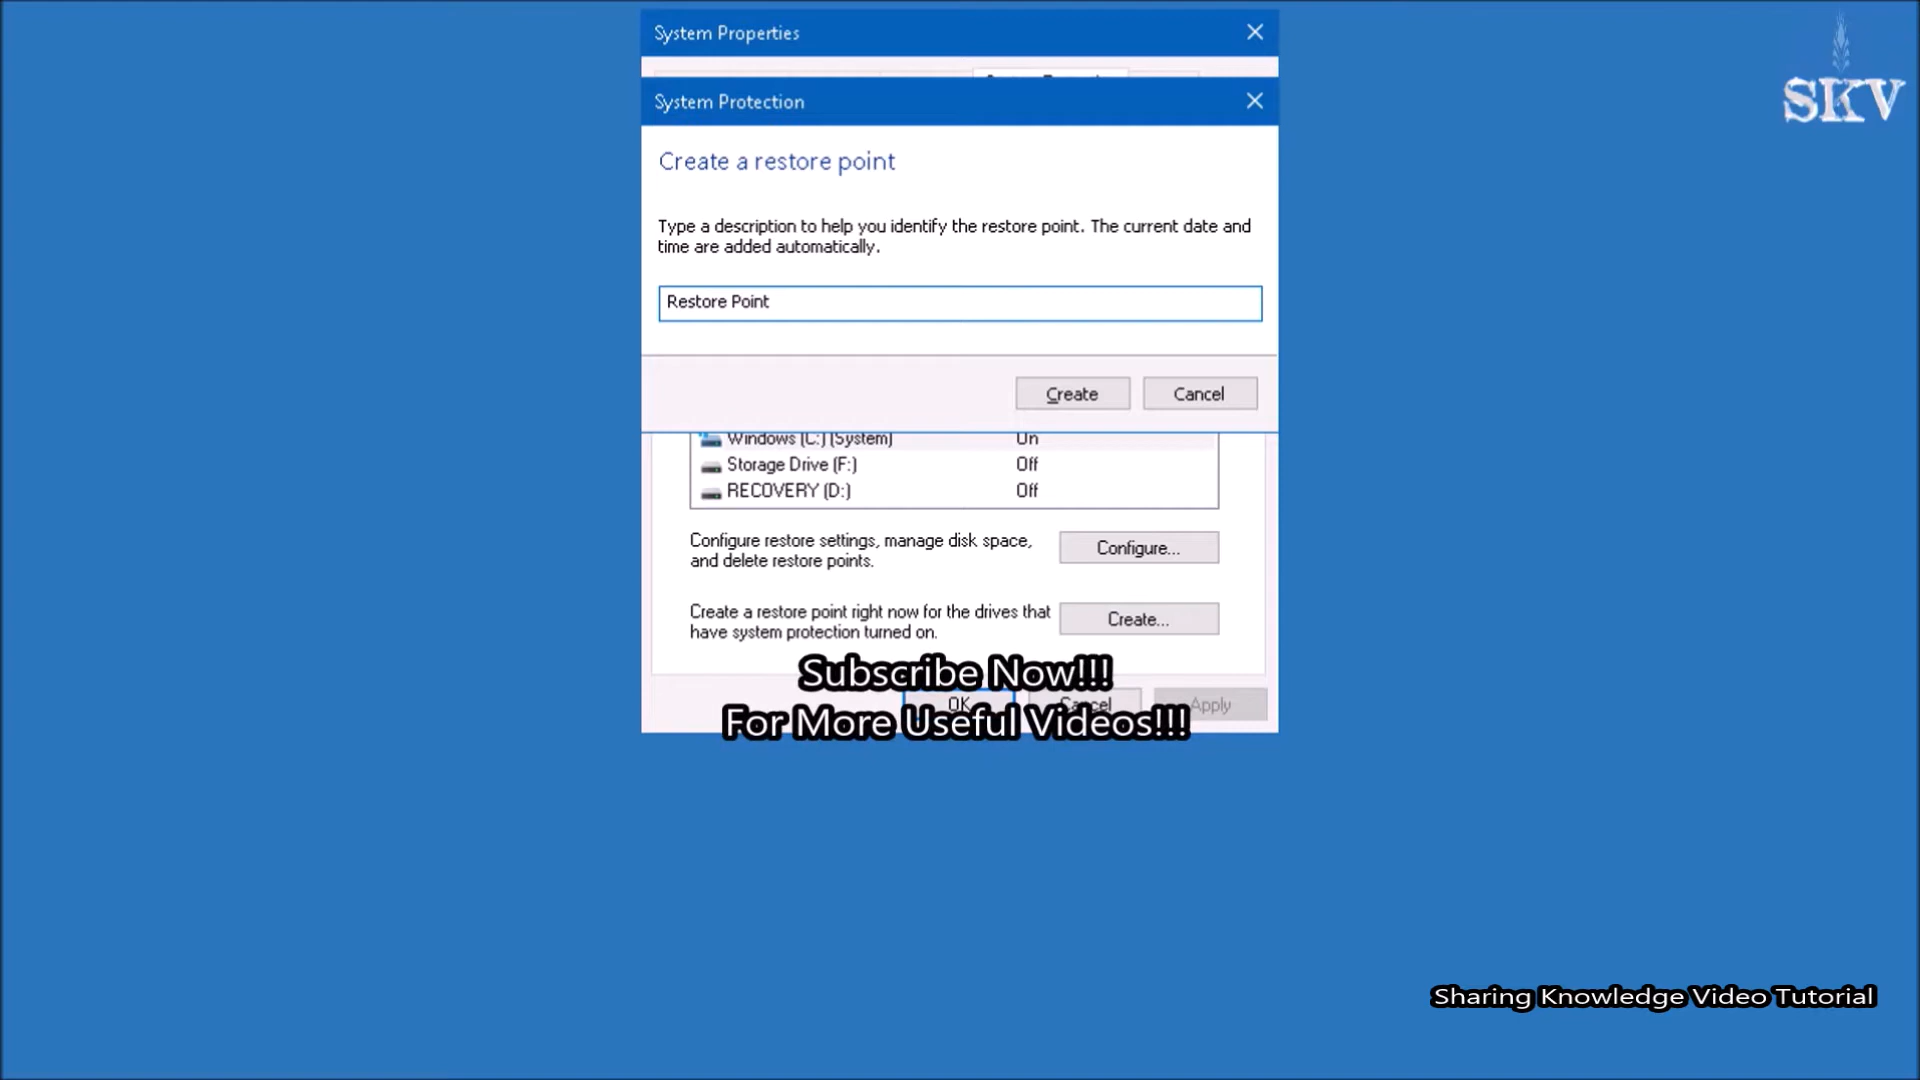 System Properties
SKV
System Protection
Create a restore point
Type a description to help you identify the restore point. The current date and
time are added automatically.
Restore Point
Create
Cancel
Windows (C:) (System)
On
Storage Drive (F:)
Off
RECOVERY (D:)
Off
Configure restore settings, manage disk space,
and delete restore points.
Configure...
Create a restore point right now for the drives that
have system protection turned on.
Create...
Subscribe Now!!!
OK
Cancel
Apply
For More Useful Videos!!!
Sharing Knowledge Video Tutorial